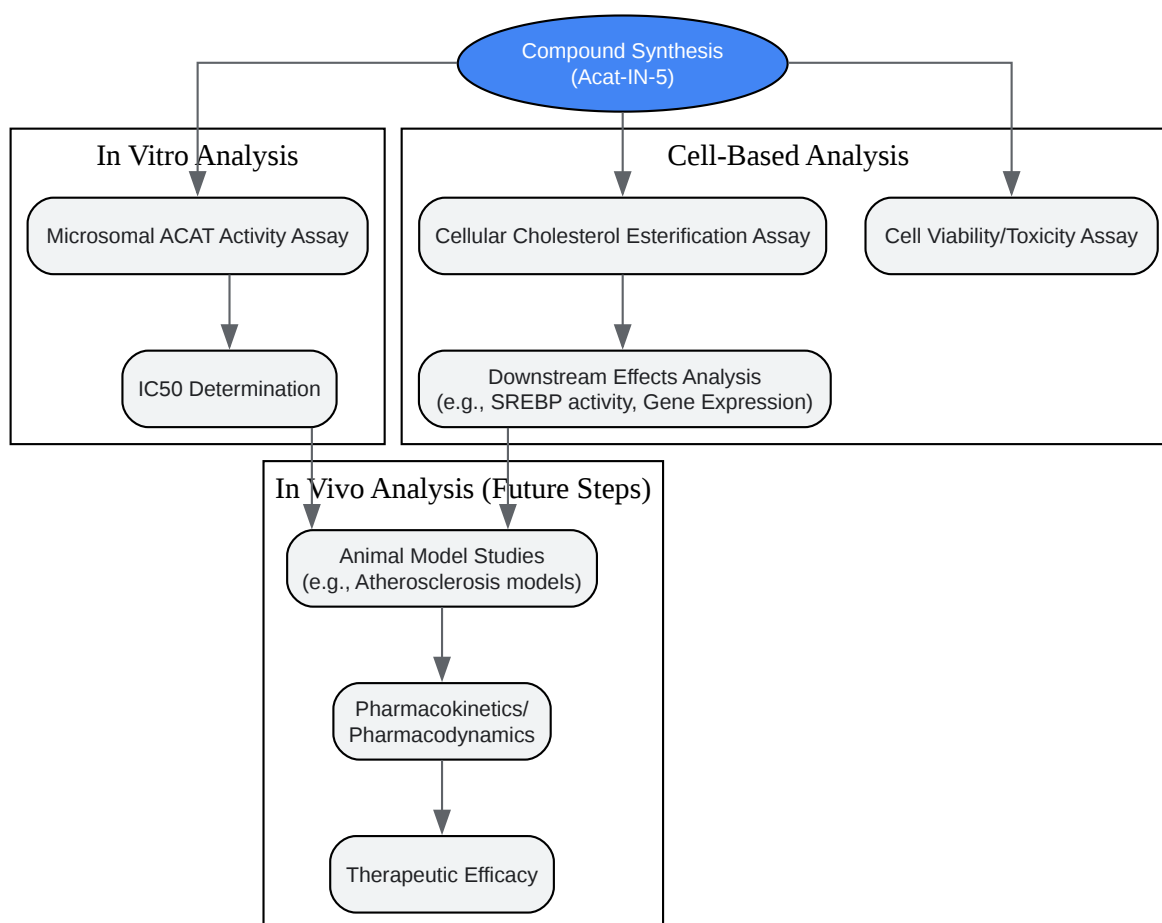 Compound Synthesis
(Acat-IN-5)
In Vitro Analysis
Cell-Based Analysis
Microsomal ACAT Activity Assay
Cellular Cholesterol Esterification Assay
Cell Viability/Toxicity Assay
IC50 Determination
Downstream Effects Analysis
(e.g., SREBP activity, Gene Expression)
In Vivo Analysis (Future Steps)
Animal Model Studies
(e.g., Atherosclerosis models)
Pharmacokinetics/
Pharmacodynamics
Therapeutic Efficacy